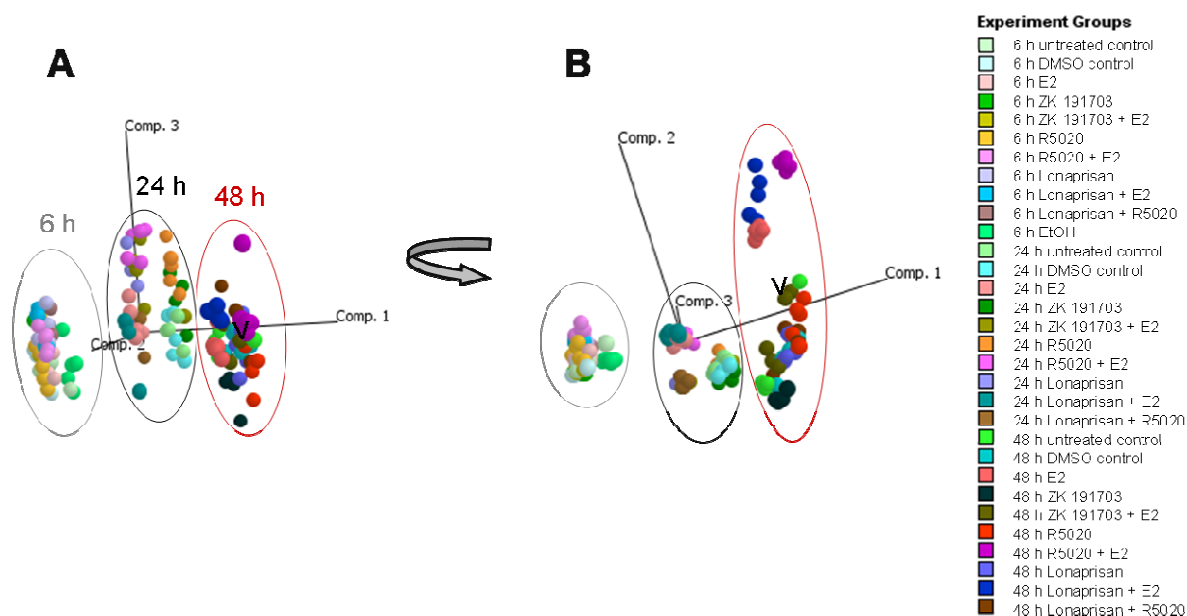 A
B
Comp. 3
24 h
48 h
6 h
V
Comp. 1
Comp. 2
Comp. 2
Comp. 1
Comp. 3
V
Experiment Groups
6 h untreated control
6 h DMSO control
6 h E2
6 h ZK 191703
6 h ZK 191703 + E2
6 h R5020
6 h R5020 + E2
6 h Lonaprisan
6 h Lonaprisan + E2
6 h Lonaprisan + R5020
6 h EtOH
24 h untreated control
24 h DMSO control
24 h E2
24 h ZK 191703
24 h ZK 191703 + E2
24 h R5020
24 h R5020 + E2
24 h Lonaprisan
24 h Lonaprisan + E2
24 h Lonaprisan + R5020
48 h untreated control
48 h DMSO control
48 h E2
48 h ZK 191703
48 h ZK 191703 + E2
48 h R5020
48 h R5020 + E2
48 h Lonaprisan
48 h Lonaprisan + E2
48 h Lonaprisan + R5020